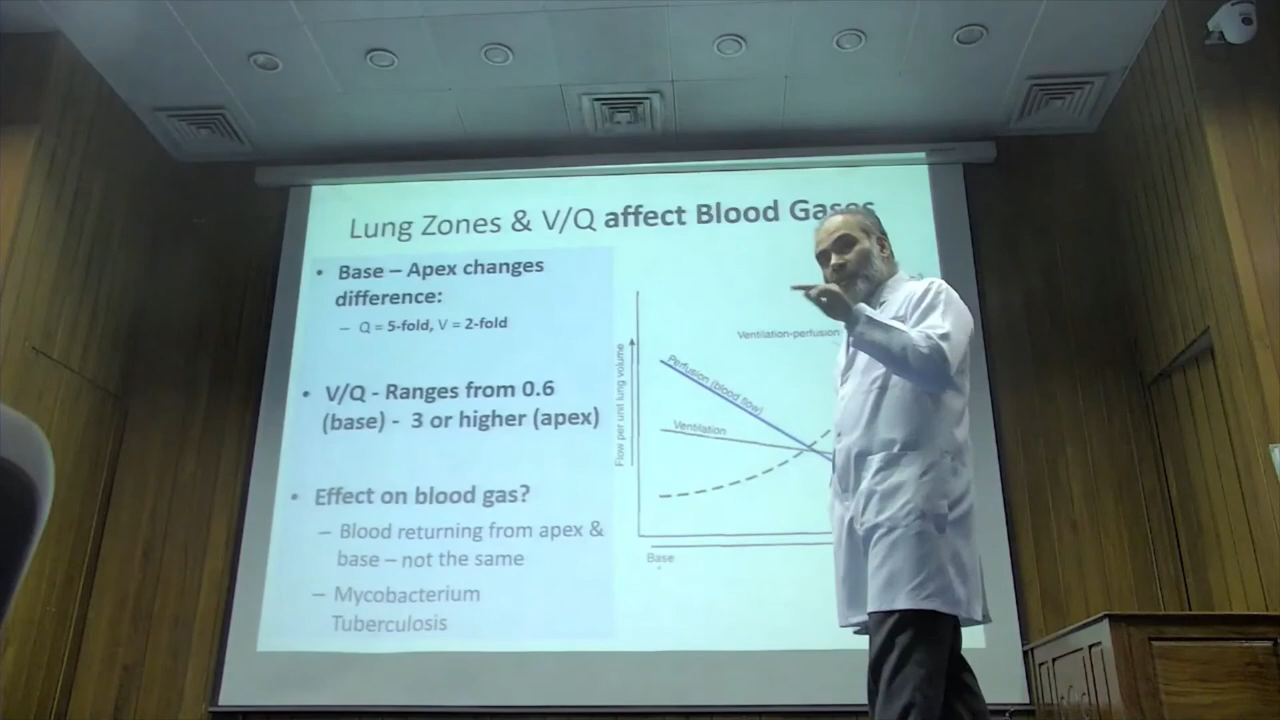 Lung Zones & V/Q affect Blood Gases
• Base – Apex changes
difference:
– Q = 5-fold, V = 2-fold
• V/Q - Ranges from 0.6
(base) - 3 or higher (apex)
• Effect on blood gas?
– Blood returning from apex &
base – not the same
– Mycobacterium
Tuberculosis
Ventilation-perfusion
Perfusion (blood flow)
Ventilation
Flow per unit lung volume
Base